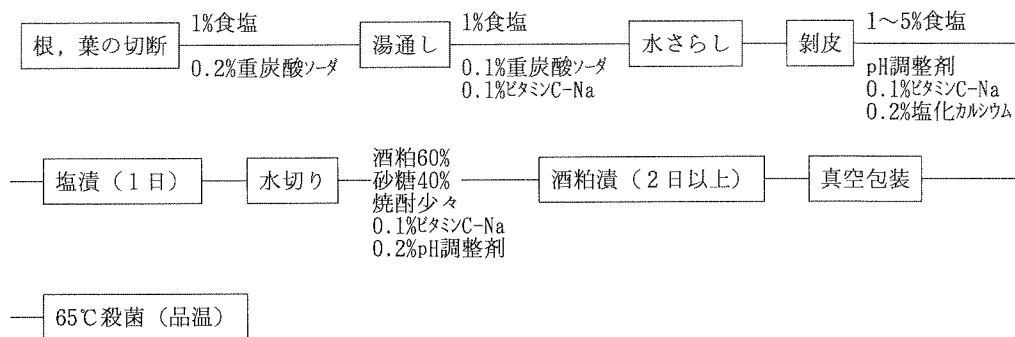 根，葉の切断
1%食塩
0.2%重炭酸ソーダ
湯通し
1%食塩
0.1%重炭酸ソーダ
0.1%ビタミンC-Na
水さらし
剝皮
1～5%食塩
pH調整剤
0.1%ビタミンC-Na
0.2%塩化カルシウム
塩漬（1日）
水切り
酒粕60%
砂糖40%
焼酎少々
0.1%ビタミンC-Na
0.2%pH調整剤
酒粕漬（2日以上）
真空包装
65℃殺菌（品温）